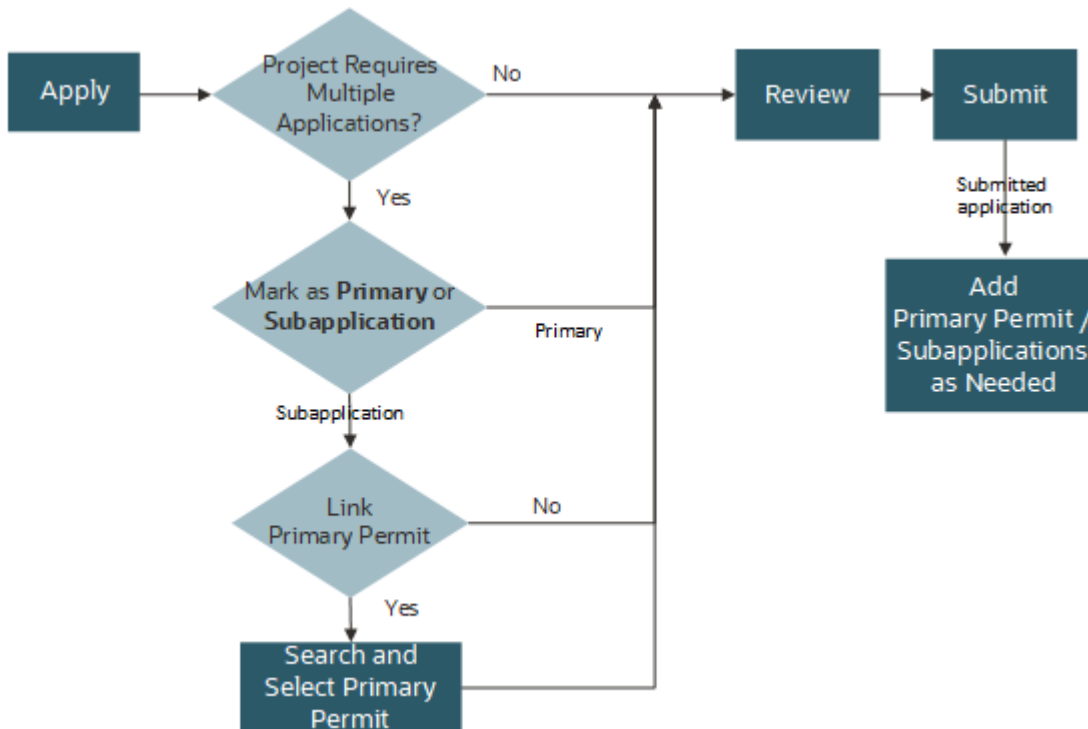 Apply
Project Requires
Multiple
Applications?
No
Review
Submit
Yes
Submitted
application
Mark as Primary or
Subapplication
Primary
Add
Primary Permit /
Subapplications
as Needed
Subapplication
Link
Primary Permit
No
Yes
Search and
Select Primary
Permit